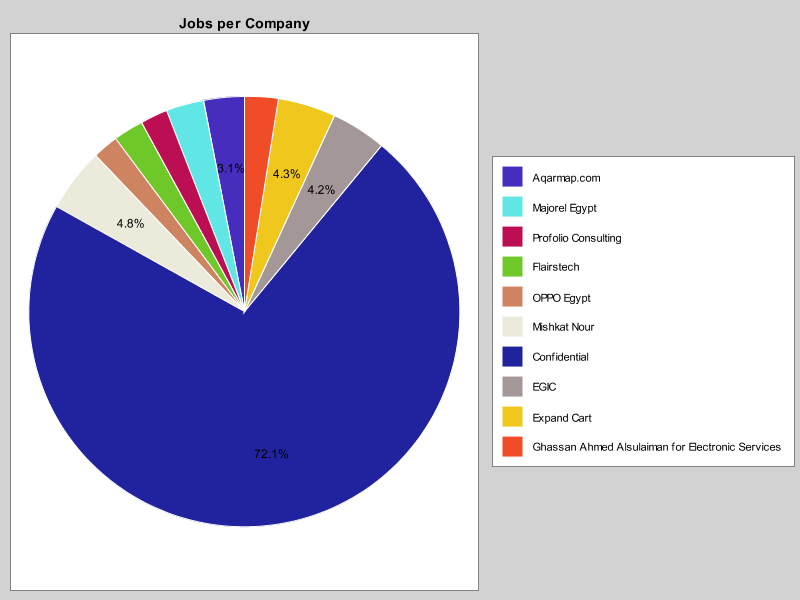 Jobs per Company
3.1%
4.3%
4.2%
4.8%
72.1%
Aqarmap.com
Majorel Egypt
Profolio Consulting
Flairstech
OPPO Egypt
Mishkat Nour
Confidential
EGIC
Expand Cart
Ghassan Ahmed Alsulaiman for Electronic Services